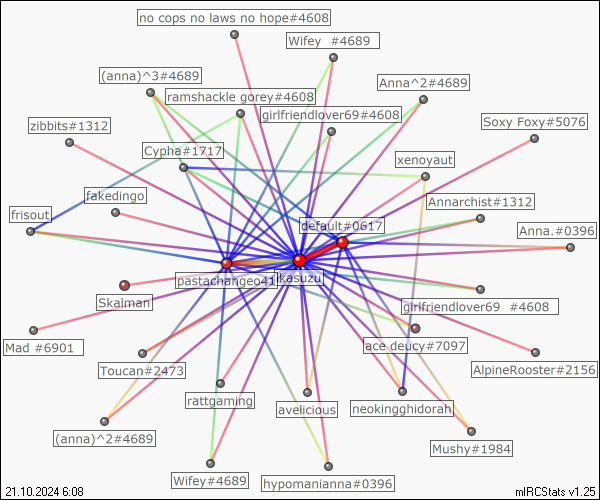 no cops no laws no hope#4608
Wifey  #4689
(anna)^3#4689
Anna^2#4689
ramshackle gorey#4608
girlfriendlover69#4608
zibbits#1312
Soxy Foxy#5076
Cypha#1717
xenoyaut
fakedingo
Annarchist#1312
frisout
default#0617
Anna.#0396
pastachangeo41
kasuzu
Skalman
girlfriendlover69  #4608
Mad #6901
ace deucy#7097
Toucan#2473
AlpineRooster#2156
rattgaming
avelicious
neokingghidorah
(anna)^2#4689
Mushy#1984
Wifey#4689
hypomanianna#0396
21.10.2024 6:08
mIRCStats v1.25